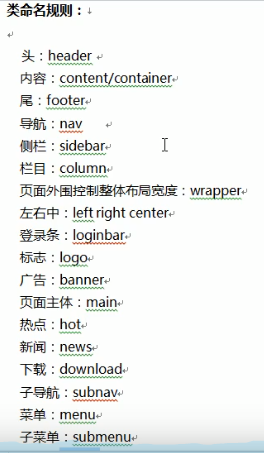 类命名规则：
头：header
内容：content/container
尾：footer
导航：nav
侧栏：sidebar
栏目：column
页面外围控制整体布局宽度：wrapper
左右中：left right center
登录条：loginbar
标志：logo
广告：banner
页面主体：main
热点：hot
新闻：news
下载：download
子导航：subnav
菜单：menu
子菜单：submenu